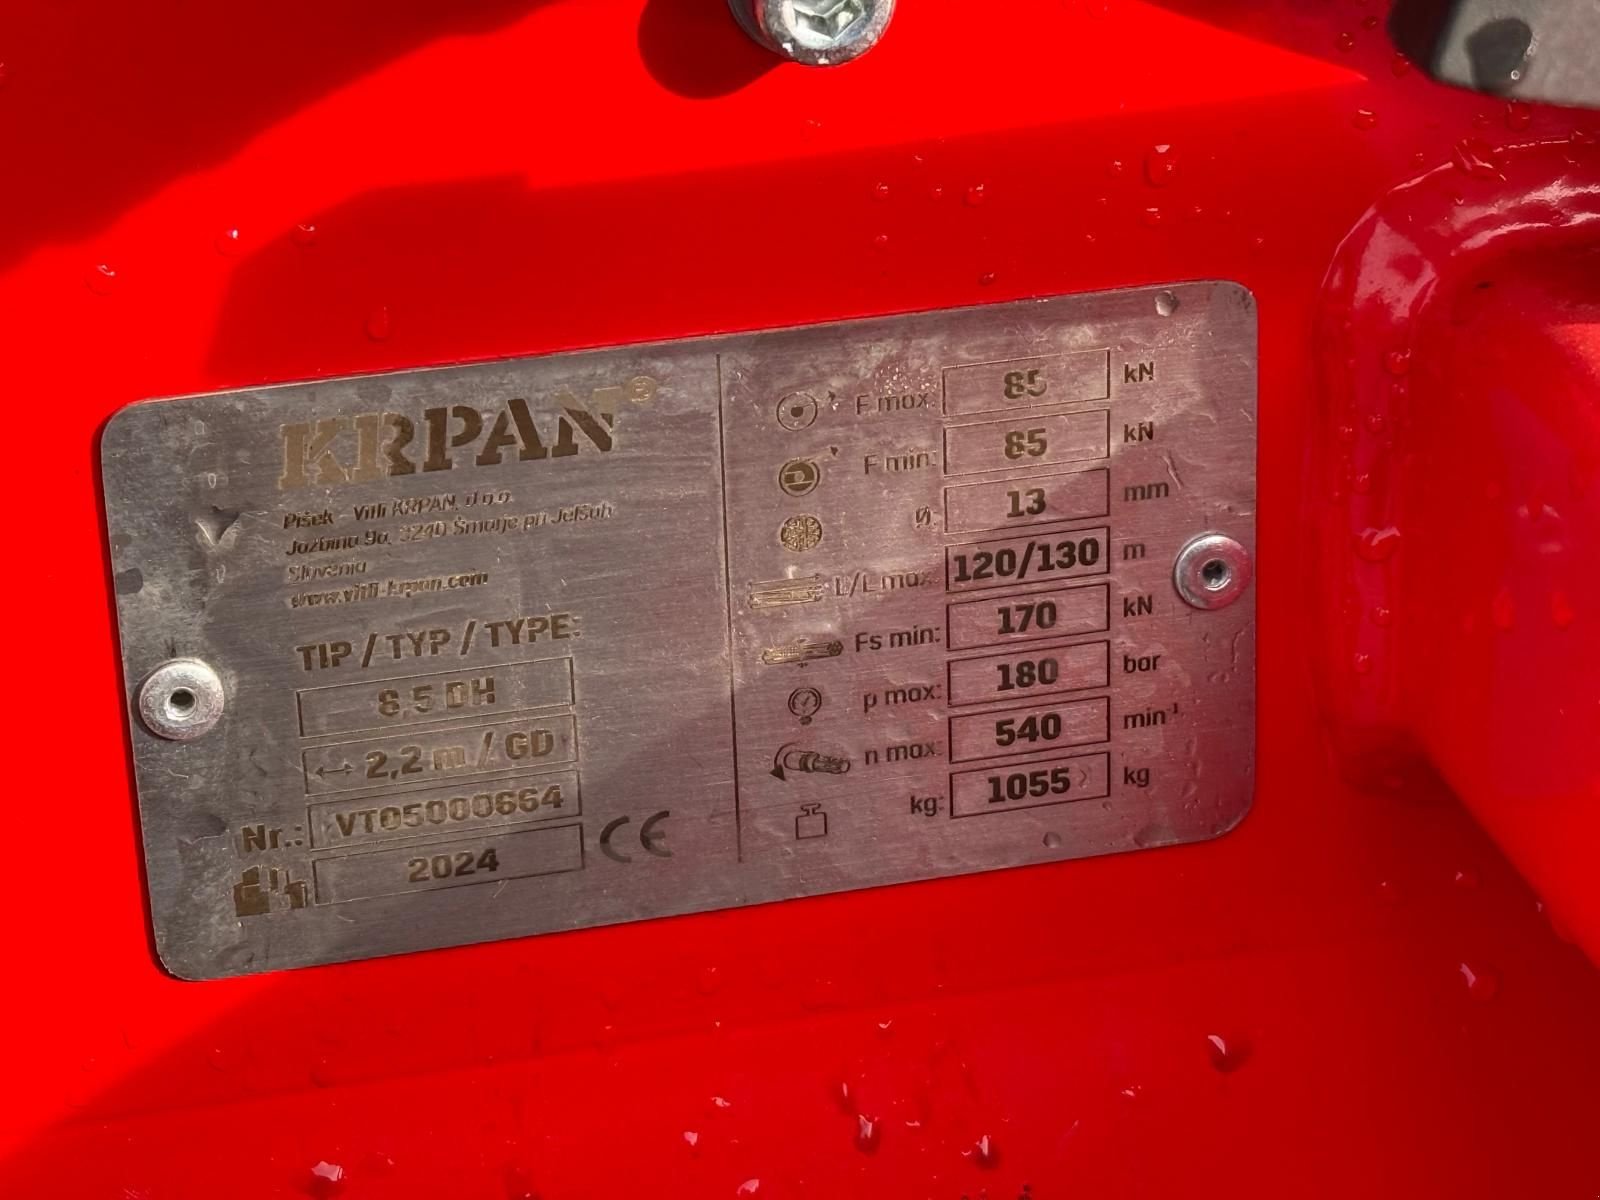 KRPAN®
Pišek - Vitli KRPAN, d.o.o.
Jazbina 9a, 3240 Šmarje pri Jelšah
Slovenia
www.vitli-krpan.com
TIP / TYP / TYPE:
8,5 DH
2,2 m / GD
Nr.: VT05000664
2024
CE
F max: 85 kN
F min: 85 kN
Ø: 13 mm
L/L max: 120/130 m
Fs min: 170 kN
p max: 180 bar
n max: 540 min⁻¹
kg: 1055 kg